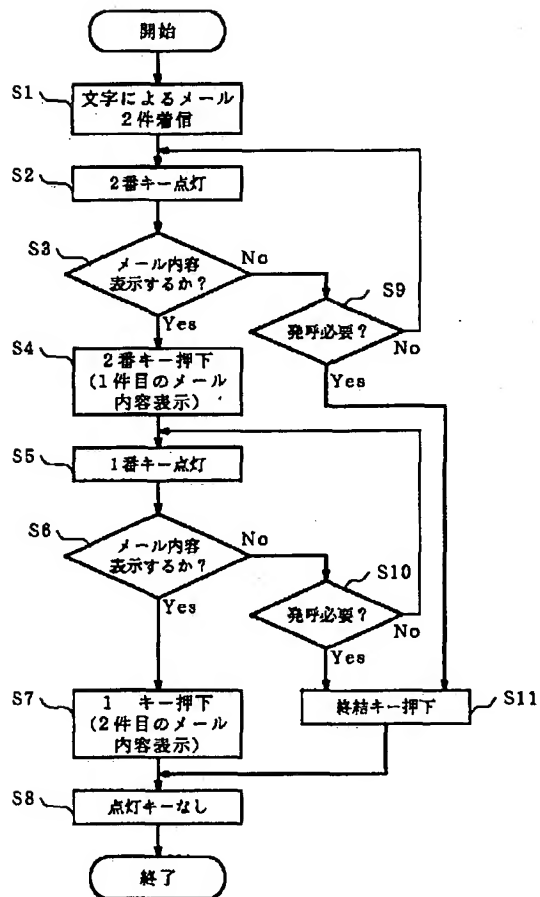 開始
S1
文字によるメール
2件着信
S2
2番キー点灯
S3
メール内容
表示するか?
No
Yes
S9
発呼必要?
No
Yes
S4
2番キー押下
(1件目のメール
内容表示)
S5
1番キー点灯
S6
メール内容
表示するか?
No
Yes
S10
発呼必要?
No
Yes
S7
1 キー押下
(2件目のメール
内容表示)
終結キー押下
S11
S8
点灯キーなし
終了